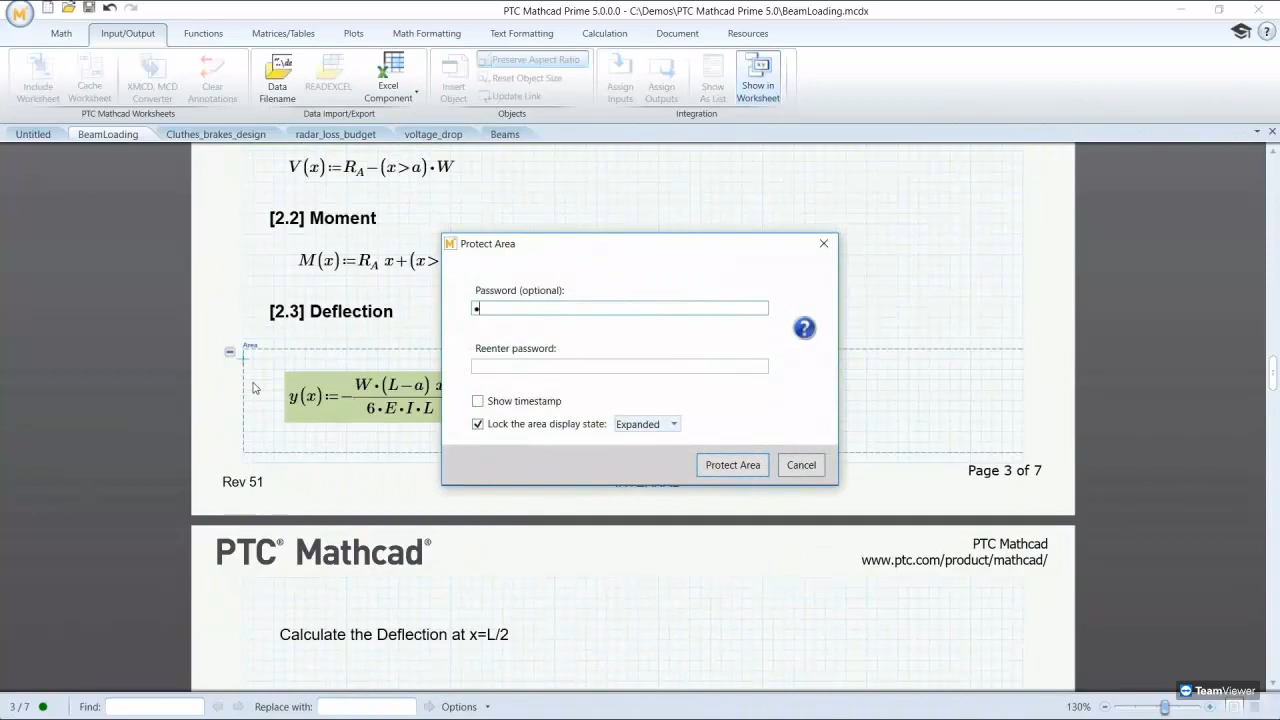 PTC Mathcad Prime 5.0.0.0 - C:\Demos\PTC Mathcad Prime 5.0\BeamLoading.mcdx
Math Input/Output Functions Matrices/Tables Plots Math Formatting Text Formatting Calculation Document Resources
Include Worksheet
Cache Worksheet
XMCD, MCD Converter
Clear Annotations
Data Filename
READEXCEL
Excel Component
Insert Object
Preserve Aspect Ratio
Reset Object Size
Update Link
Assign Inputs
Assign Outputs
Show As List
Show in Worksheet
PTC Mathcad Worksheets Data Import/Export Objects Integration
Untitled BeamLoading Cluthes_brakes_design radar_loss_budget voltage_drop Beams
V(x):=R_A-(x>a)·W
[2.2] Moment
M(x):=R_A x+(x>
[2.3] Deflection
Area
y(x):=-W·(L-a) x
6·E·I·L
Protect Area
Password (optional):
Reenter password:
Show timestamp
Lock the area display state: Expanded
Protect Area Cancel
Rev 51
Page 3 of 7
PTC® Mathcad®
PTC Mathcad
www.ptc.com/product/mathcad/
Calculate the Deflection at x=L/2
TeamViewer
3 / 7 Find: Replace with: Options 130%